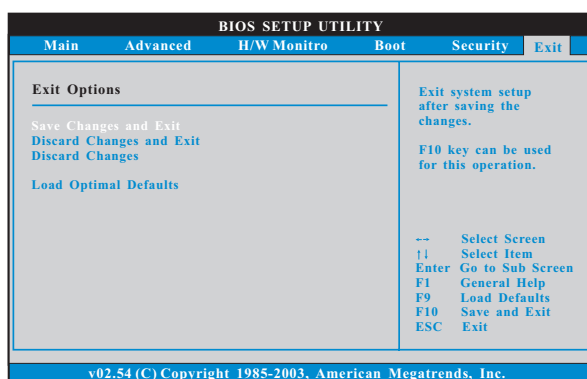 BIOS SETUP UTILITY
Main Advanced H/W Monitro Boot Security Exit
Exit Options
Save Changes and Exit
Discard Changes and Exit
Discard Changes
Load Optimal Defaults
Exit system setup
after saving the
changes.
F10 key can be used
for this operation.
←→ Select Screen
↑↓ Select Item
Enter Go to Sub Screen
F1 General Help
F9 Load Defaults
F10 Save and Exit
ESC Exit
v02.54 (C) Copyright 1985-2003, American Megatrends, Inc.